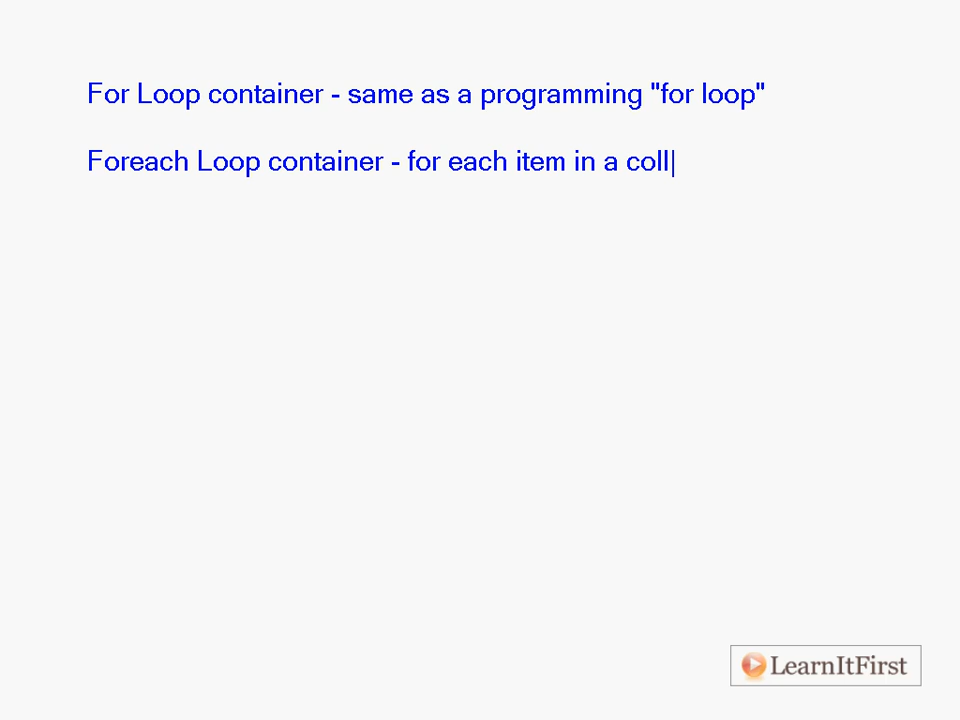 For Loop container - same as a programming "for loop"
Foreach Loop container - for each item in a coll
LearnItFirst